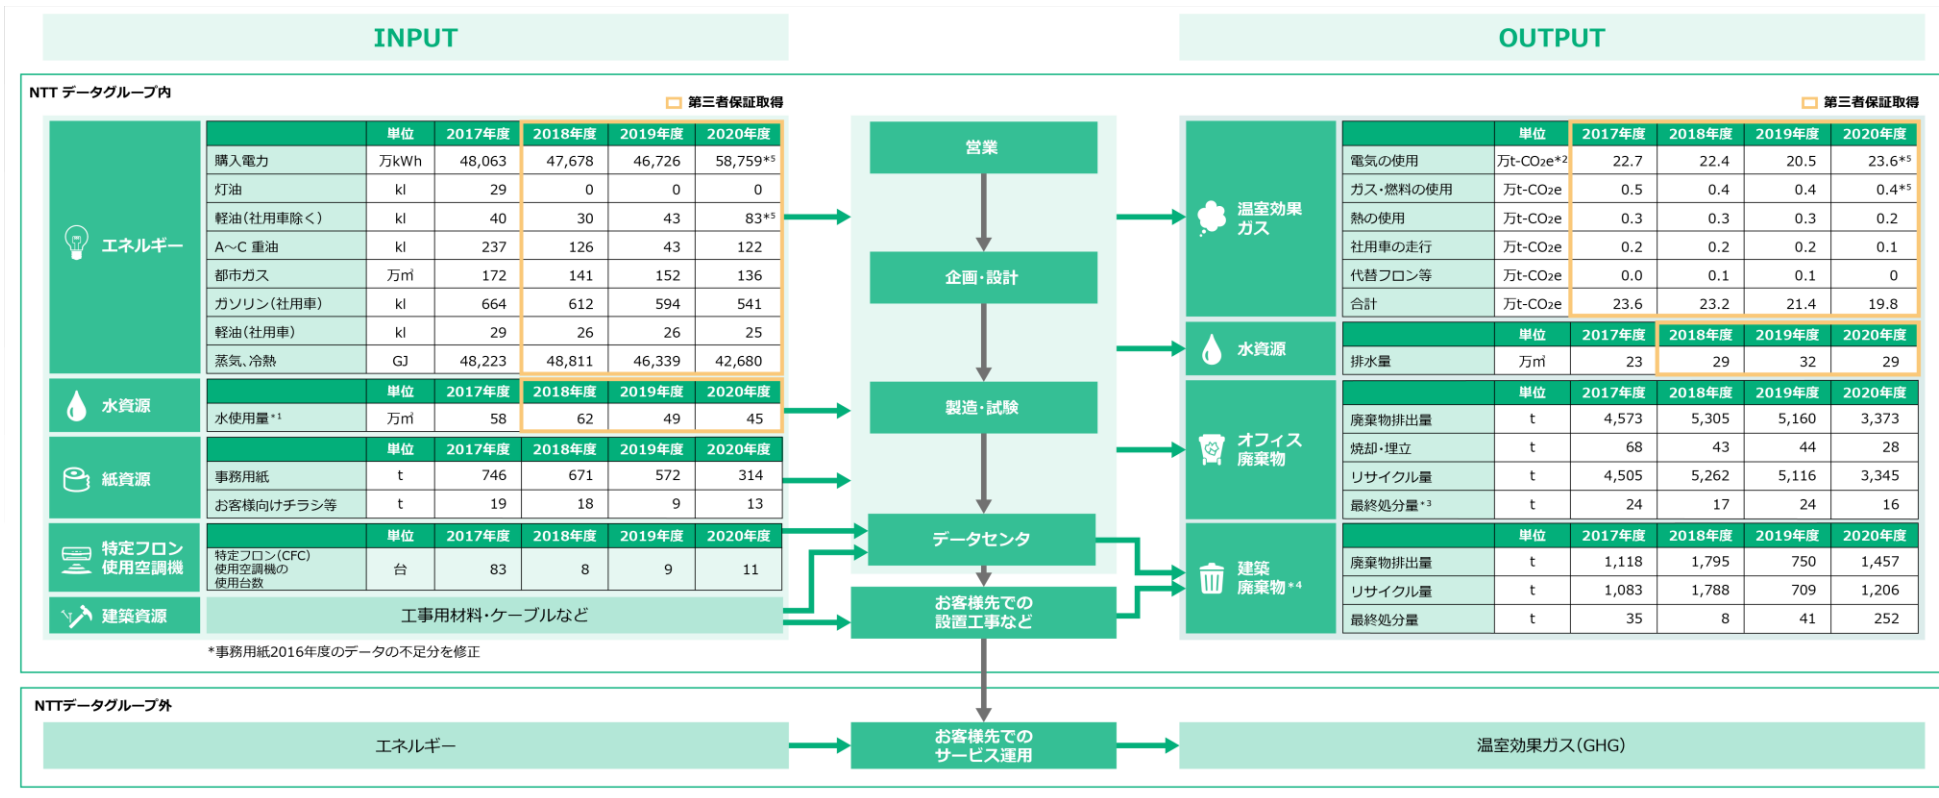 INPUT
OUTPUT
NTT データグループ内
第三者保証取得
第三者保証取得
エネルギー
単位 2017年度 2018年度 2019年度 2020年度
購入電力 万kWh 48,063 47,678 46,726 58,759*5
灯油 kl 29 0 0 0
軽油(社用車除く) kl 40 30 43 83*5
A～C 重油 kl 237 126 43 122
都市ガス 万㎥ 172 141 152 136
ガソリン(社用車) kl 664 612 594 541
軽油(社用車) kl 29 26 26 25
蒸気、冷熱 GJ 48,223 48,811 46,339 42,680
水資源
単位 2017年度 2018年度 2019年度 2020年度
水使用量*1 万㎥ 58 62 49 45
紙資源
単位 2017年度 2018年度 2019年度 2020年度
事務用紙 t 746 671 572 314
お客様向けチラシ等 t 19 18 9 13
特定フロン
使用空調機
単位 2017年度 2018年度 2019年度 2020年度
特定フロン(CFC)
使用空調機の
使用台数
台 83 8 9 11
建築資源
工事用材料・ケーブルなど
*事務用紙2016年度のデータの不足分を修正
営業
企画・設計
製造・試験
データセンタ
お客様先での
設置工事など
温室効果
ガス
単位 2017年度 2018年度 2019年度 2020年度
電気の使用 万t-CO2e*2 22.7 22.4 20.5 23.6*5
ガス・燃料の使用 万t-CO2e 0.5 0.4 0.4 0.4*5
熱の使用 万t-CO2e 0.3 0.3 0.3 0.2
社用車の走行 万t-CO2e 0.2 0.2 0.2 0.1
代替フロン等 万t-CO2e 0.0 0.1 0.1 0
合計 万t-CO2e 23.6 23.2 21.4 19.8
水資源
単位 2017年度 2018年度 2019年度 2020年度
排水量 万㎥ 23 29 32 29
オフィス
廃棄物
単位 2017年度 2018年度 2019年度 2020年度
廃棄物排出量 t 4,573 5,305 5,160 3,373
焼却・埋立 t 68 43 44 28
リサイクル量 t 4,505 5,262 5,116 3,345
最終処分量*3 t 24 17 24 16
建築
廃棄物*4
単位 2017年度 2018年度 2019年度 2020年度
廃棄物排出量 t 1,118 1,795 750 1,457
リサイクル量 t 1,083 1,788 709 1,206
最終処分量 t 35 8 41 252
NTTデータグループ外
エネルギー
お客様先での
サービス運用
温室効果ガス(GHG)